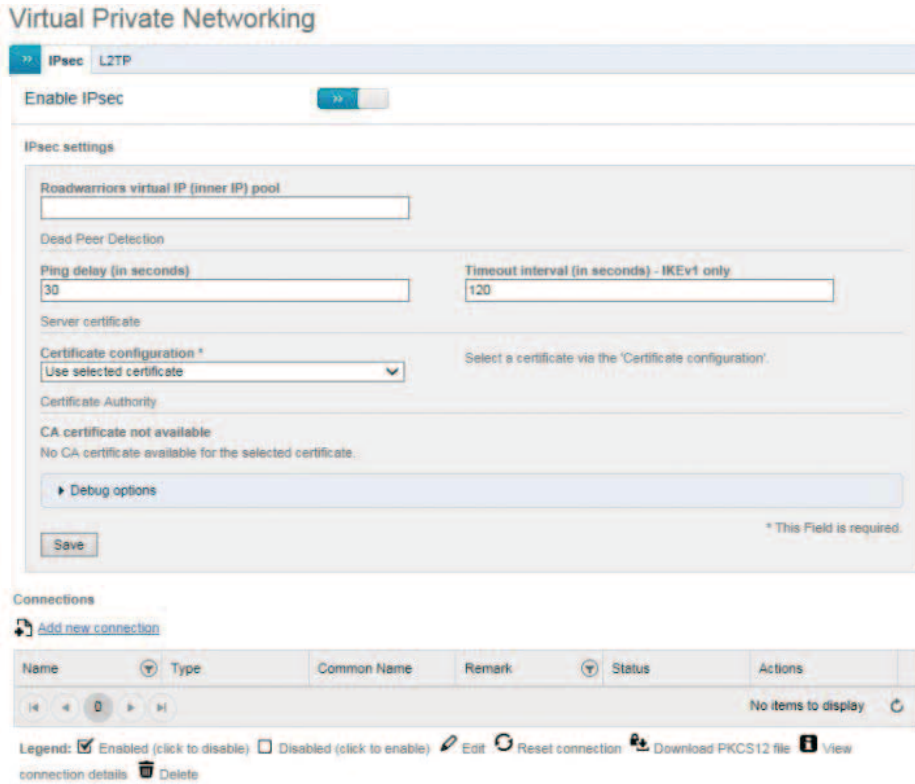 Virtual Private Networking
» IPsec L2TP
Enable IPsec »
IPsec settings
Roadwarriors virtual IP (inner IP) pool
Dead Peer Detection
Ping delay (in seconds) Timeout interval (in seconds) - IKEv1 only
30 120
Server certificate
Certificate configuration * Select a certificate via the 'Certificate configuration'.
Use selected certificate
Certificate Authority
CA certificate not available
No CA certificate available for the selected certificate.
Debug options
* This Field is required.
Save
Connections
Add new connection
Name Type Common Name Remark Status Actions
0 No items to display
Legend: Enabled (click to disable) Disabled (click to enable) Edit Reset connection Download PKCS12 file View
connection details Delete